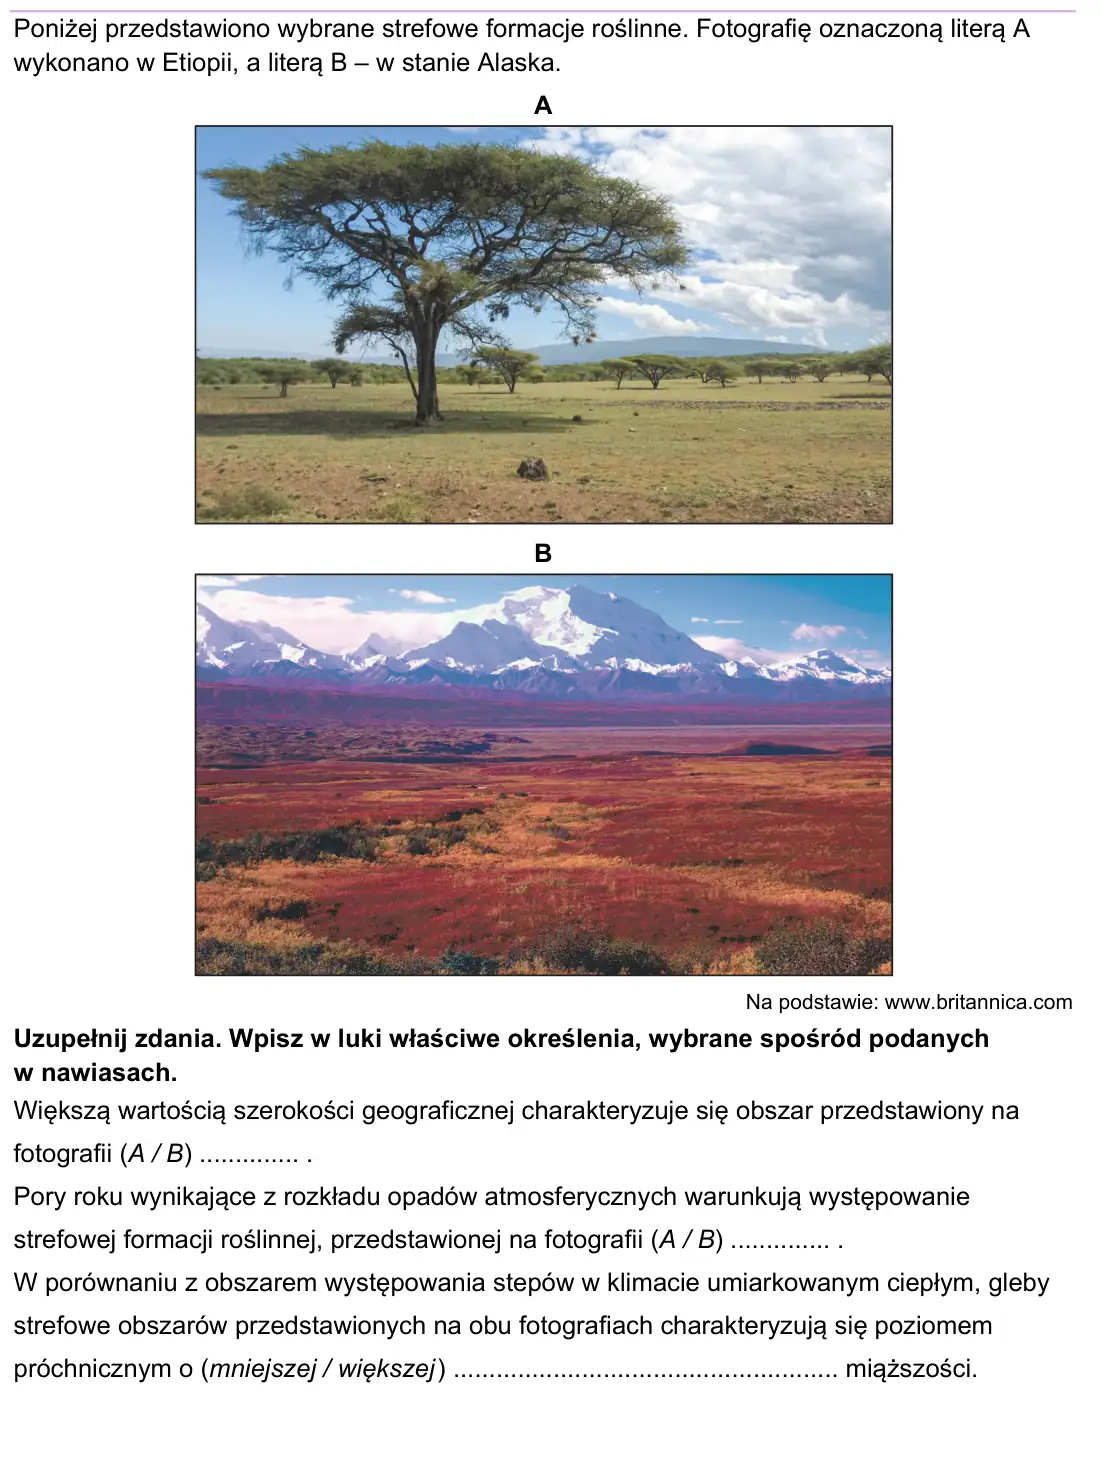 Poniżej przedstawiono wybrane strefowe formacje roślinne. Fotografię oznaczoną literą A
wykonano w Etiopii, a literą B – w stanie Alaska.
A
B
Na podstawie: www.britannica.com
Uzupełnij zdania. Wpisz w luki właściwe określenia, wybrane spośród podanych
w nawiasach.
Większą wartością szerokości geograficznej charakteryzuje się obszar przedstawiony na
fotografii (A / B) .............. .
Pory roku wynikające z rozkładu opadów atmosferycznych warunkują występowanie
strefowej formacji roślinnej, przedstawionej na fotografii (A / B) .............. .
W porównaniu z obszarem występowania stepów w klimacie umiarkowanym ciepłym, gleby
strefowe obszarów przedstawionych na obu fotografiach charakteryzują się poziomem
próchnicznym o (mniejszej / większej) ...................................................... miąższości.